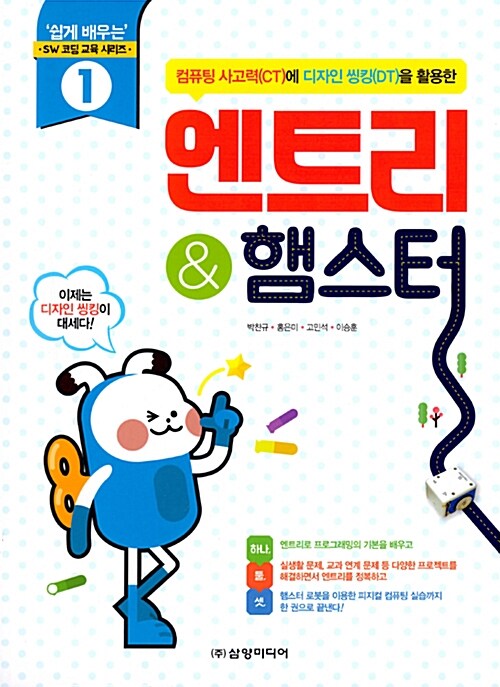 '쉽게 배우는'
•SW 코딩 교육 시리즈•
1
컴퓨팅 사고력(CT)에 디자인 씽킹(DT)을 활용한
엔트리
& 햄스터
박찬규 • 홍은미 • 고민석 • 이승훈
이제는
디자인 씽킹이
대세다!
하나, 엔트리로 프로그래밍의 기본을 배우고
둘, 실생활 문제, 교과 연계 문제 등 다양한 프로젝트를
해결하면서 엔트리를 정복하고
셋, 햄스터 로봇을 이용한 피지컬 컴퓨팅 실습까지
한 권으로 끝낸다!
(주) 삼양미디어